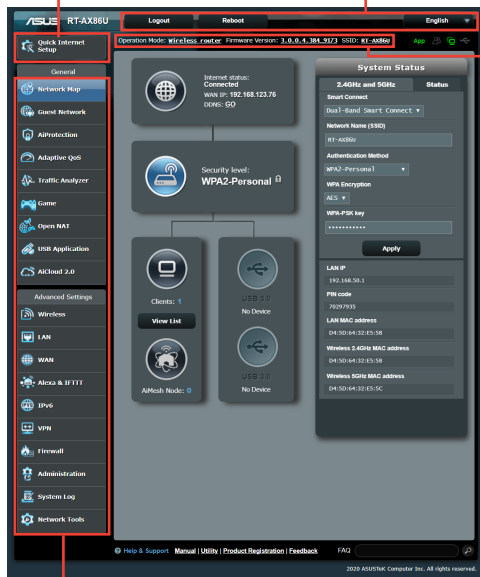 ASUS RT-AX86U
Logout
Reboot
English
Quick Internet
Setup
Operation Mode: Wireless router Firmware Version: 3.0.0.4.384_9173 SSID: RT-AX86U
App
General
Network Map
Guest Network
AiProtection
Adaptive QoS
Traffic Analyzer
Game
Open NAT
USB Application
AiCloud 2.0
Advanced Settings
Wireless
LAN
WAN
Alexa & IFTTT
IPv6
VPN
Firewall
Administration
System Log
Network Tools
Internet status:
Connected
WAN IP: 192.168.123.76
DDNS: GO
Security level:
WPA2-Personal
Clients: 1
View List
AiMesh Node: 0
USB 3.0
No Device
USB 3.0
No Device
System Status
2.4GHz and 5GHz
Status
Smart Connect
Dual-Band Smart Connect
Network Name (SSID)
RT-AX86U
Authentication Method
WPA2-Personal
WPA Encryption
AES
WPA-PSK key
•••••••••••
Apply
LAN IP
192.168.50.1
PIN code
70297935
LAN MAC address
D4:5D:64:32:E5:58
Wireless 2.4GHz MAC address
D4:5D:64:32:E5:58
Wireless 5GHz MAC address
D4:5D:64:32:E5:5C
Help & Support Manual | Utility | Product Registration | Feedback
FAQ
2020 ASUSTeK Computer Inc. All rights reserved.